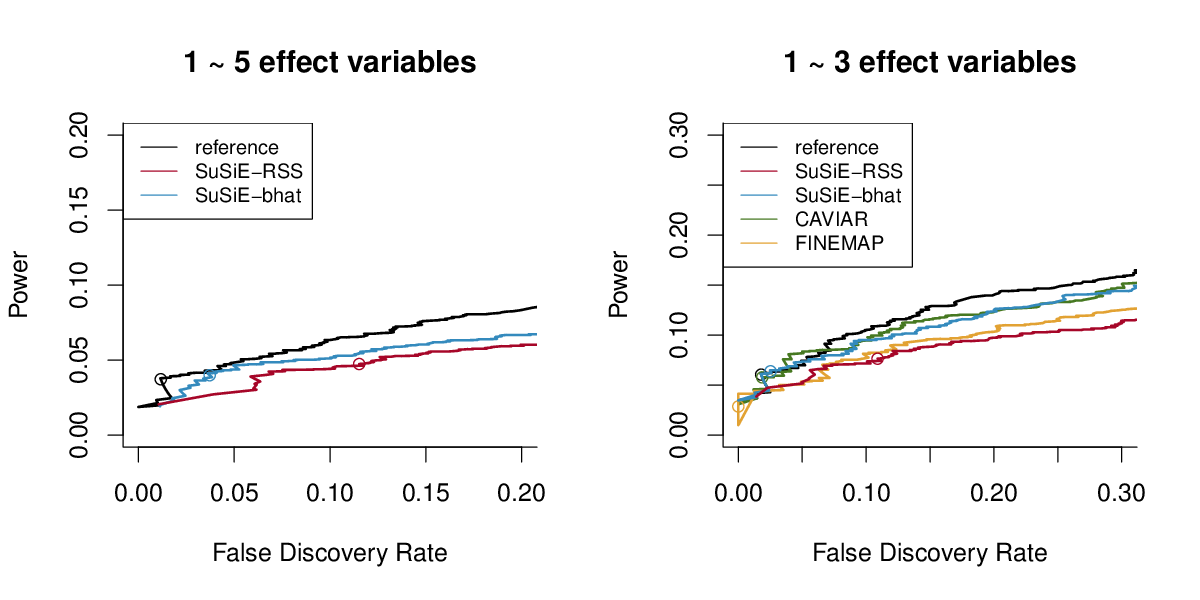 1 ~ 5 effect variables
Power
0.20
0.15
0.10
0.05
0.00
reference
SuSiE−RSS
SuSiE−bhat
0.00 0.05 0.10 0.15 0.20
False Discovery Rate
1 ~ 3 effect variables
Power
0.30
0.20
0.10
0.00
reference
SuSiE−RSS
SuSiE−bhat
CAVIAR
FINEMAP
0.00 0.10 0.20 0.30
False Discovery Rate